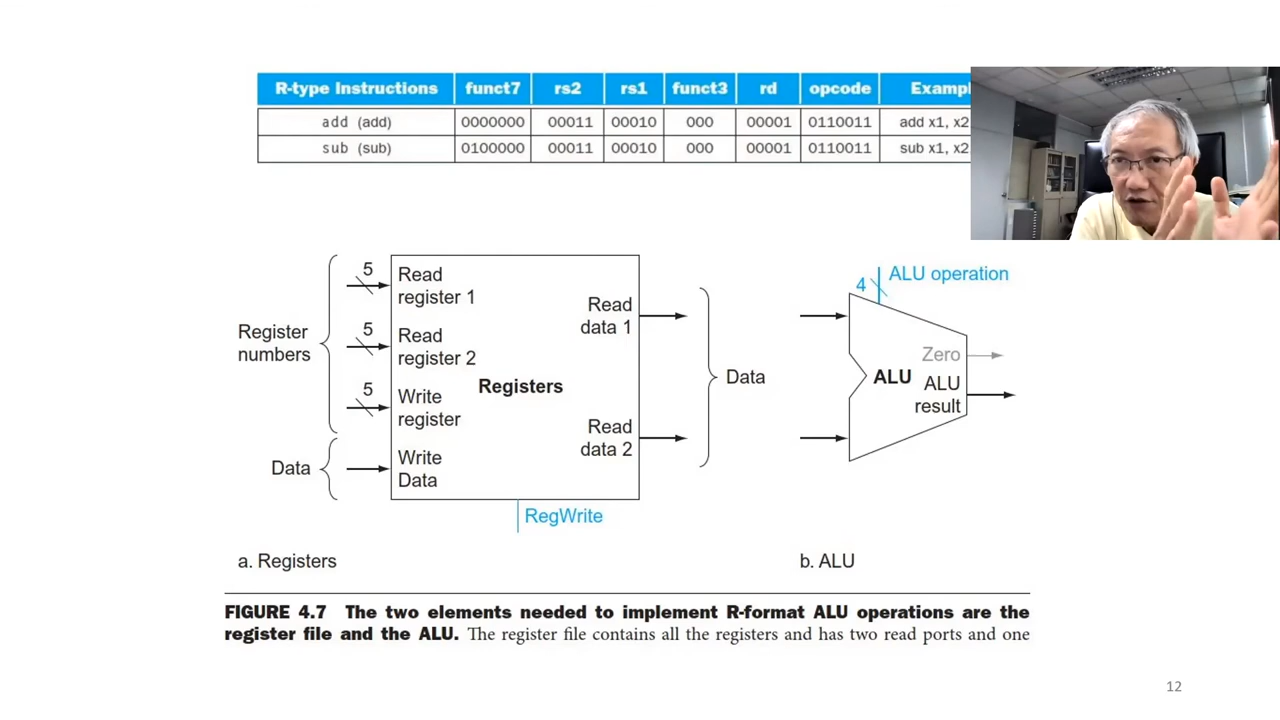 R-type Instructions funct7 rs2 rs1 funct3 rd opcode
add (add) 0000000 00011 00010 000 00001 0110011 add x1, x2
sub (sub) 0100000 00011 00010 000 00001 0110011 sub x1, x2
Register
numbers
Data
5
Read
register 1
5
Read
register 2
5
Write
register
Write
Data
Registers
Read
data 1
Read
data 2
RegWrite
Data
4
ALU operation
ALU
Zero
ALU
result
a. Registers
b. ALU
FIGURE 4.7 The two elements needed to implement R-format ALU operations are the
register file and the ALU. The register file contains all the registers and has two read ports and one
12